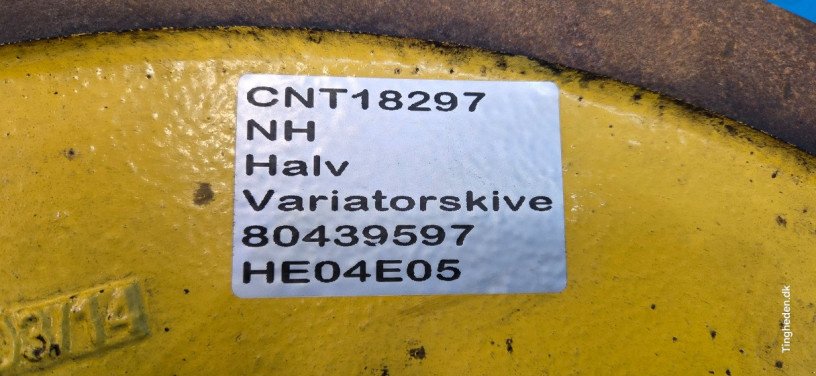 CNT18297
NH
Halv
Variatorskive
80439597
HE04E05
Tingheden.dk